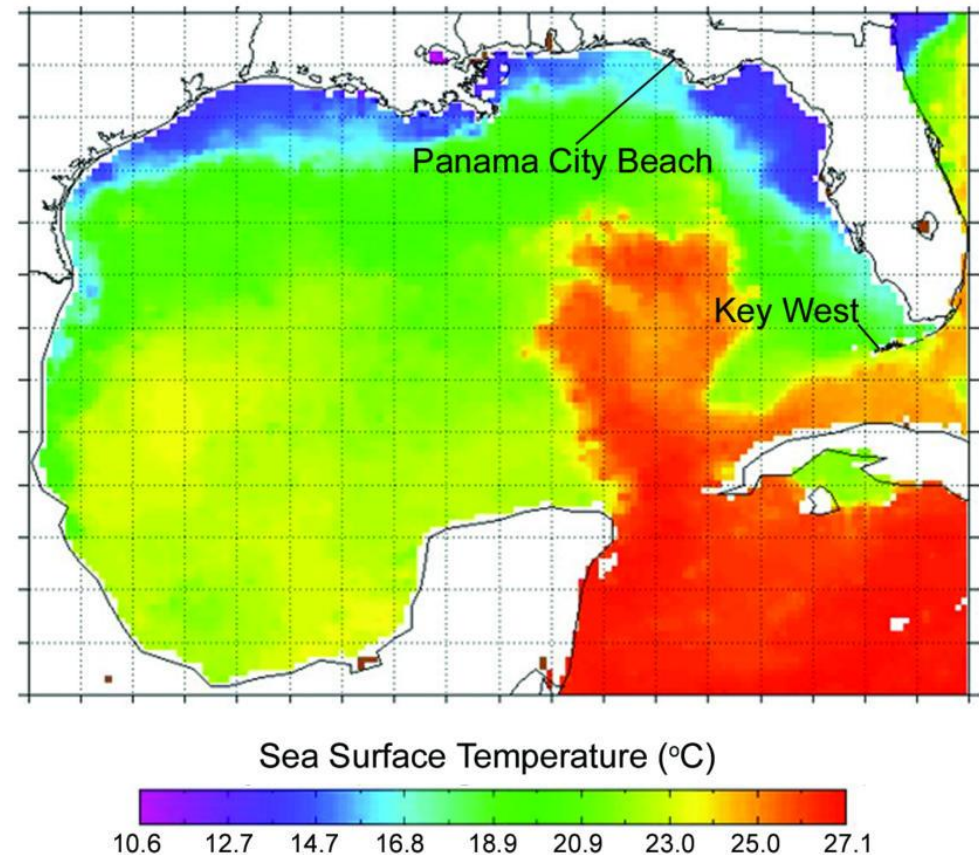 Panama City Beach
Key West
Sea Surface Temperature (°C)
10.6 12.7 14.7 16.8 18.9 20.9 23.0 25.0 27.1